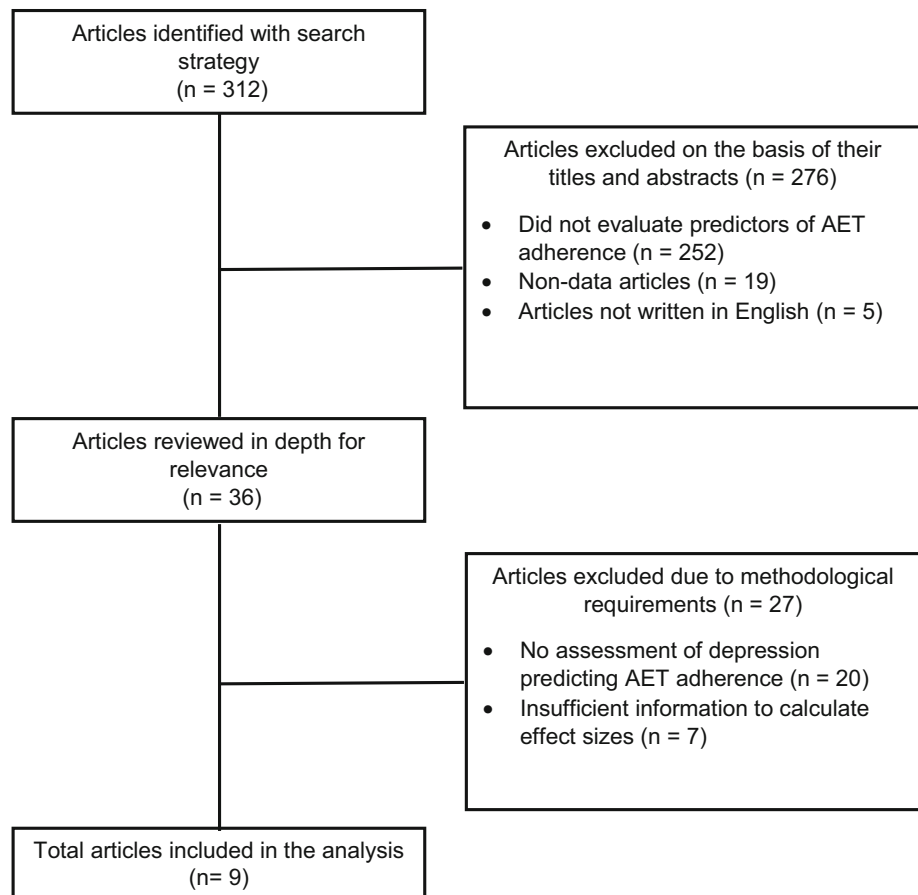 Articles identified with search
strategy
(n = 312)
Articles excluded on the basis of their
titles and abstracts (n = 276)
• Did not evaluate predictors of AET
adherence (n = 252)
• Non-data articles (n = 19)
• Articles not written in English (n = 5)
Articles reviewed in depth for
relevance
(n = 36)
Articles excluded due to methodological
requirements (n = 27)
• No assessment of depression
predicting AET adherence (n = 20)
• Insufficient information to calculate
effect sizes (n = 7)
Total articles included in the analysis
(n= 9)